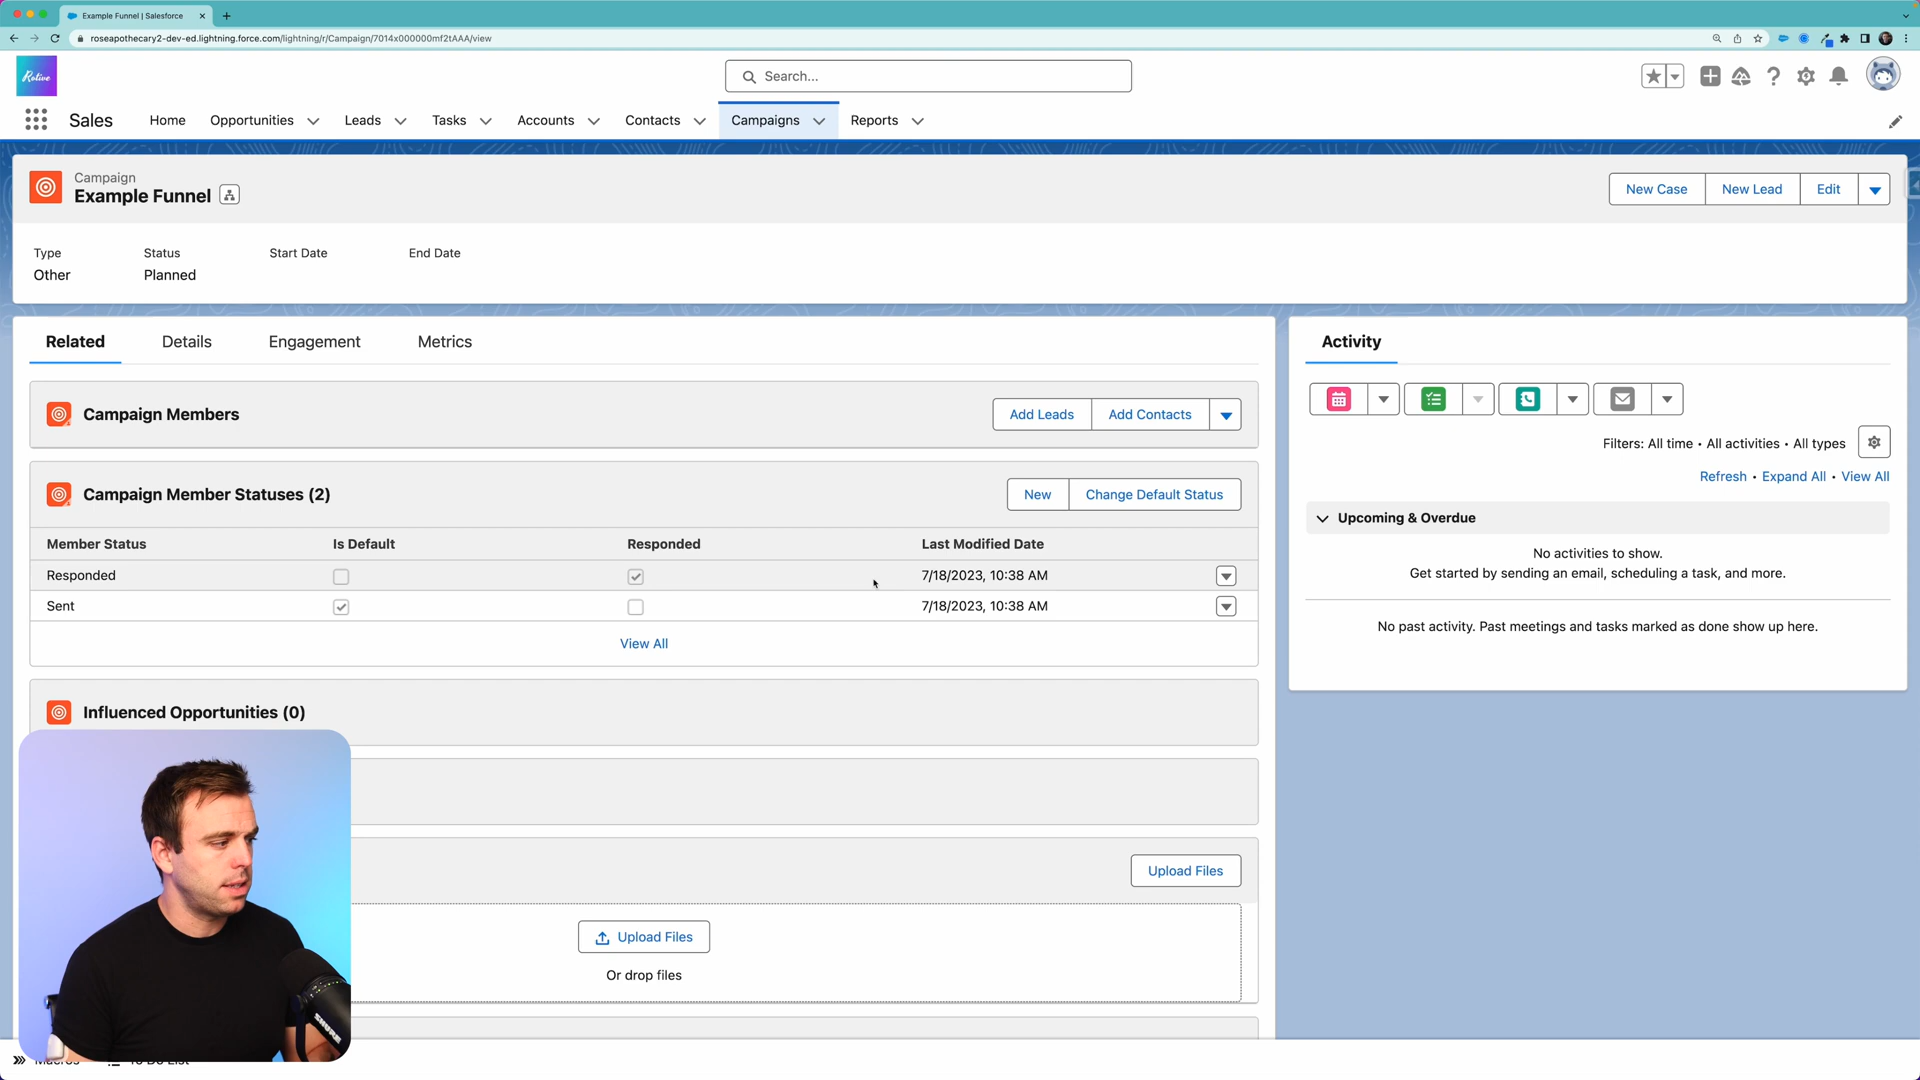 Example Funnel | Salesforce
roseapothecary2-dev-ed.lightning.force.com/lightning/r/Campaign/7014x000000mf2tAAA/view
Rotive
Search...
Sales
Home
Opportunities
Leads
Tasks
Accounts
Contacts
Campaigns
Reports
Campaign
Example Funnel
New Case
New Lead
Edit
Type
Status
Start Date
End Date
Other
Planned
Related
Details
Engagement
Metrics
Campaign Members
Add Leads
Add Contacts
Campaign Member Statuses (2)
New
Change Default Status
Member Status
Is Default
Responded
Last Modified Date
Responded
7/18/2023, 10:38 AM
Sent
7/18/2023, 10:38 AM
View All
Influenced Opportunities (0)
Upload Files
Upload Files
Or drop files
Activity
Filters: All time • All activities • All types
Refresh • Expand All • View All
Upcoming & Overdue
No activities to show.
Get started by sending an email, scheduling a task, and more.
No past activity. Past meetings and tasks marked as done show up here.
SHURE